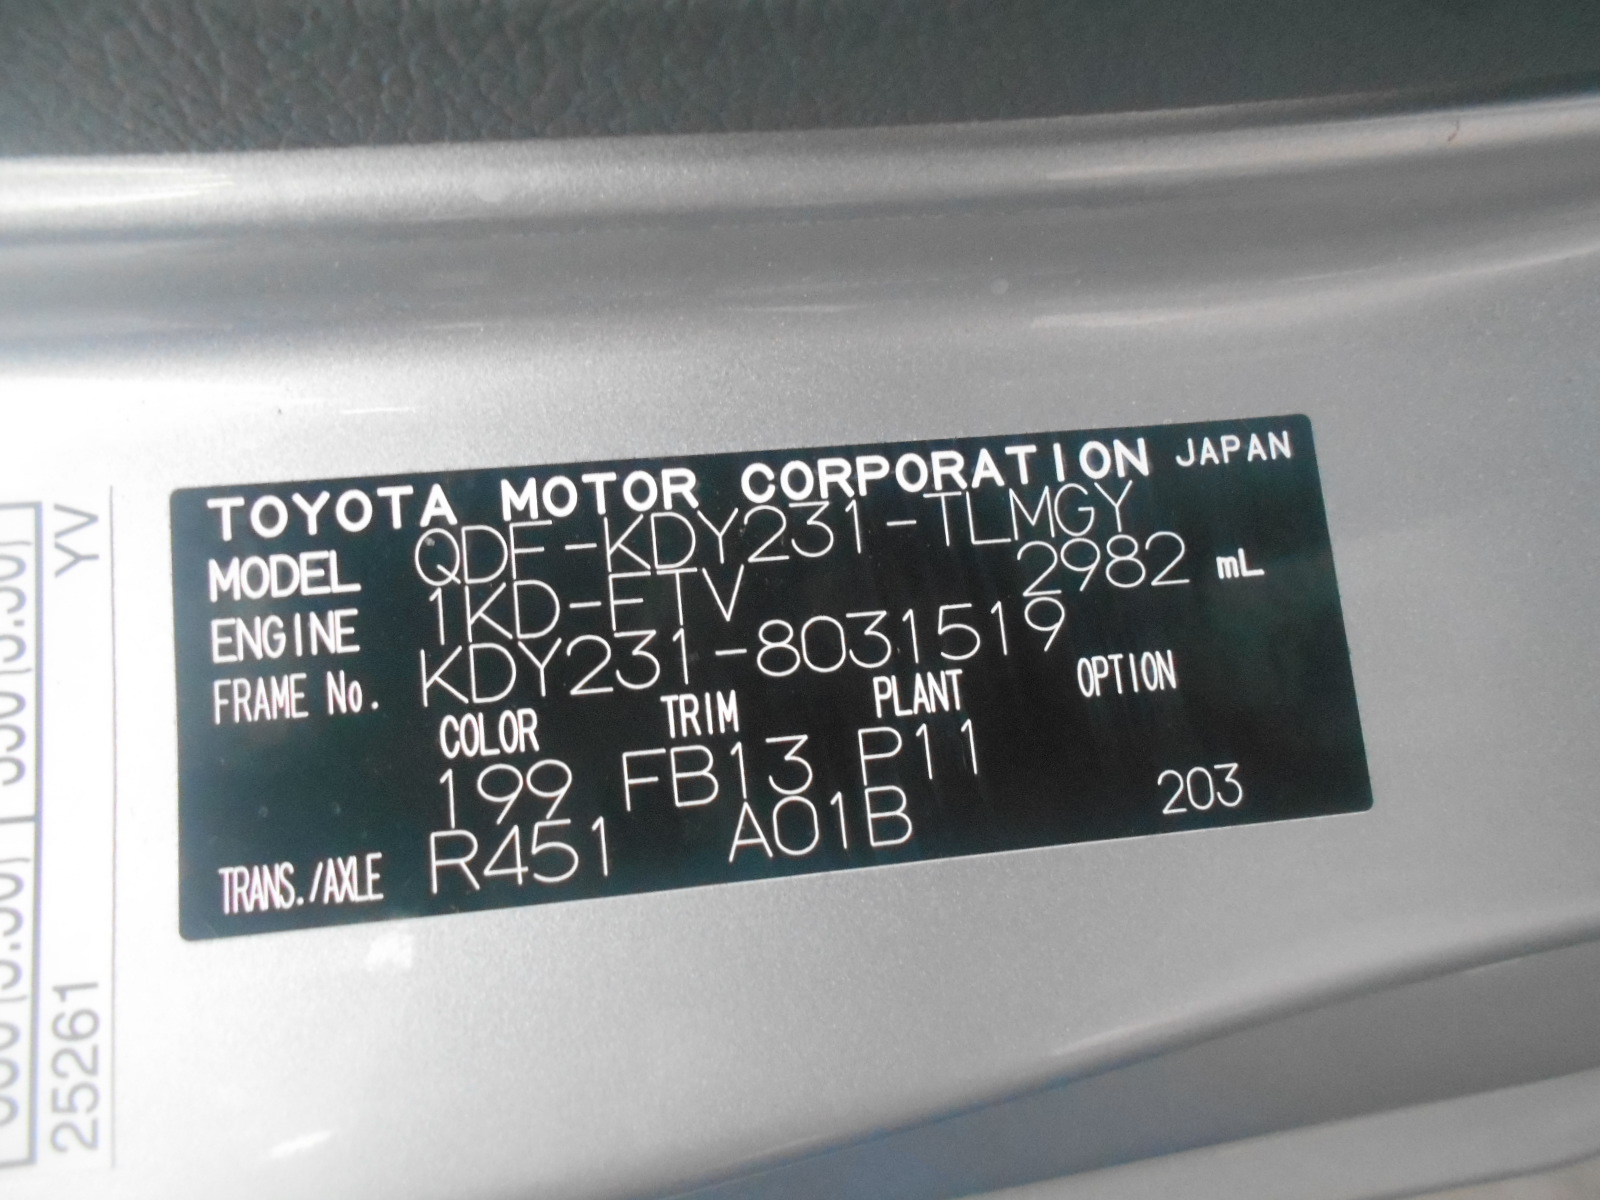 TOYOTA MOTOR CORPORATION JAPAN
MODEL QDF-KDY231-TLMGY
ENGINE 1KD-FTV 2982 mL
FRAME No. KDY231-8031519
COLOR TRIM PLANT OPTION
199 FB13 P11
TRANS./AXLE R451 A01B 203
YV
25261